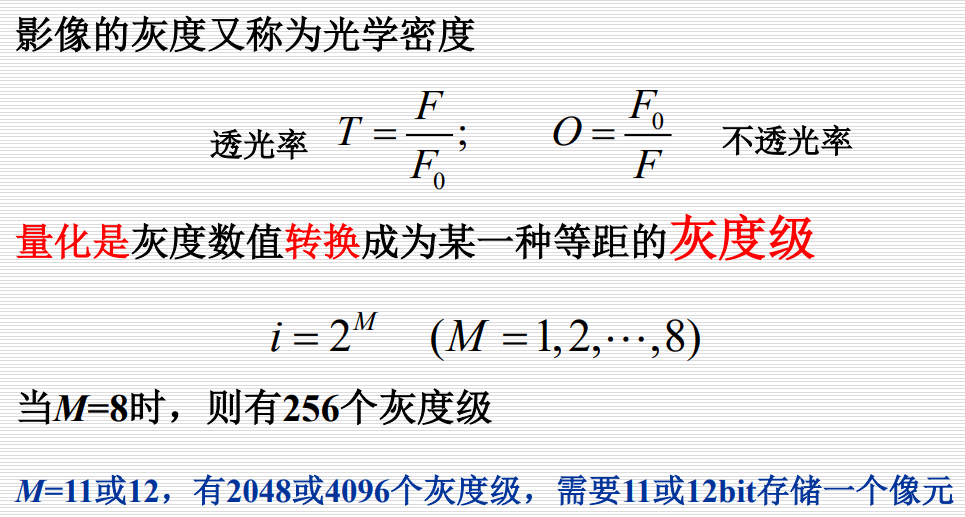 影像的灰度又称为光学密度
透光率 T = F/F₀; O = F₀/F 不透光率
量化是灰度数值转换成为某一种等距的灰度级
i = 2^M (M = 1,2,⋯,8)
当M=8时，则有256个灰度级
M=11或12，有2048或4096个灰度级，需要11或12bit存储一个像元